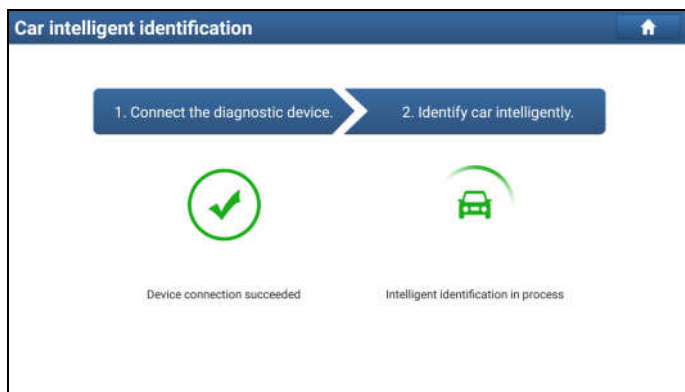 Car intelligent identification
1. Connect the diagnostic device.
2. Identify car intelligently.
Device connection succeeded
Intelligent identification in process